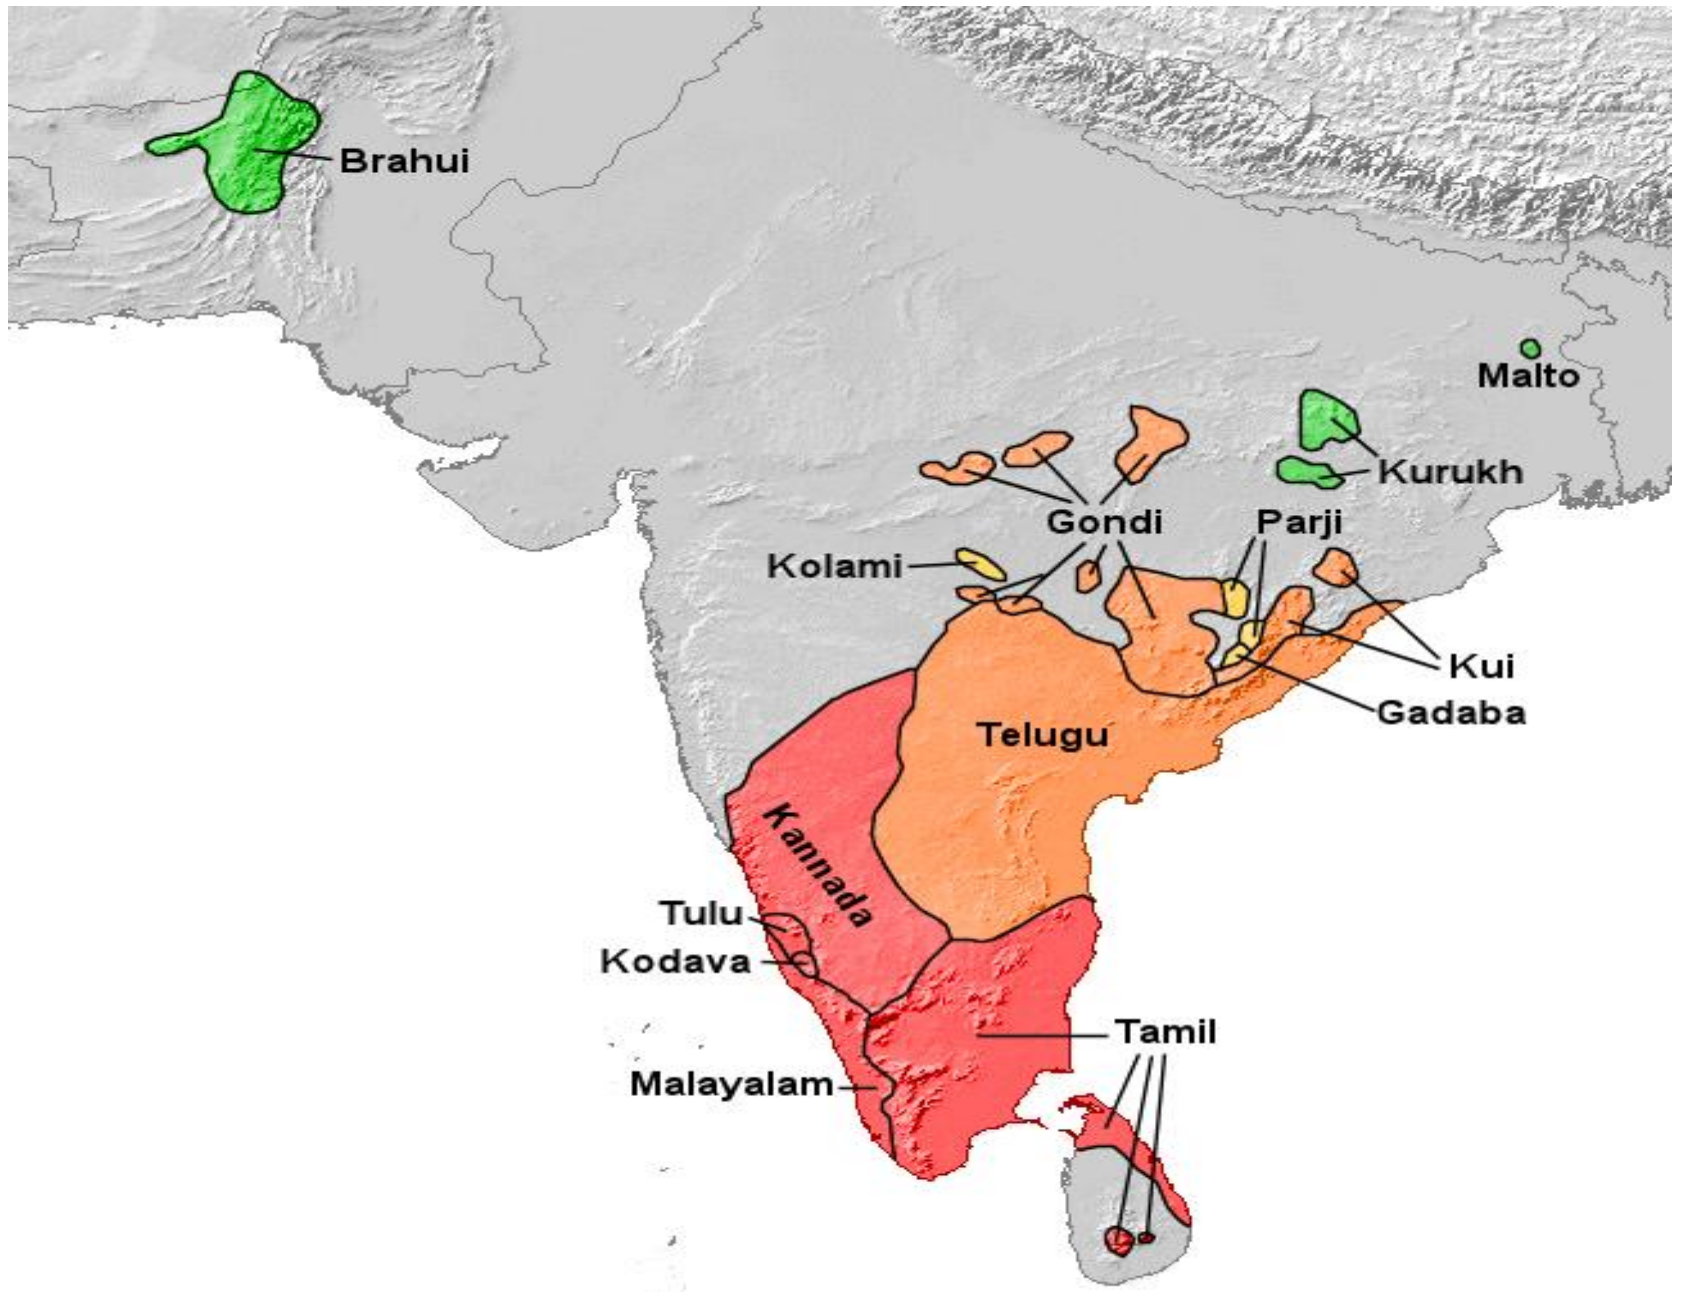 Brahui
Malto
Kurukh
Gondi
Parji
Kolami
Kui
Gadaba
Telugu
Kannada
Tulu
Kodava
Tamil
Malayalam